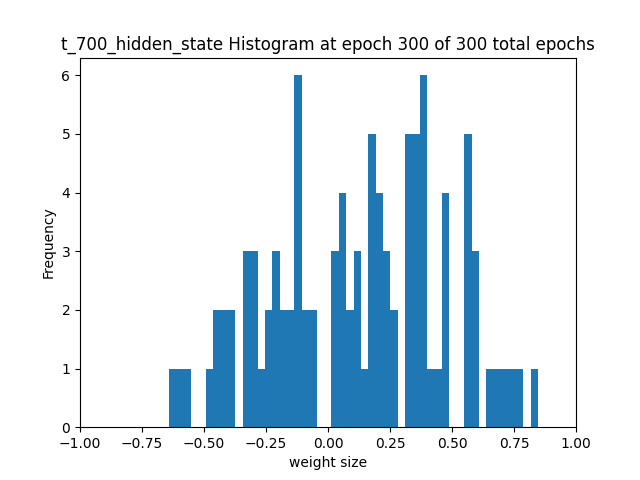 t_700_hidden_state Histogram at epoch 300 of 300 total epochs
6
5
4
3
2
1
0
Frequency
−1.00 −0.75 −0.50 −0.25 0.00 0.25 0.50 0.75 1.00
weight size